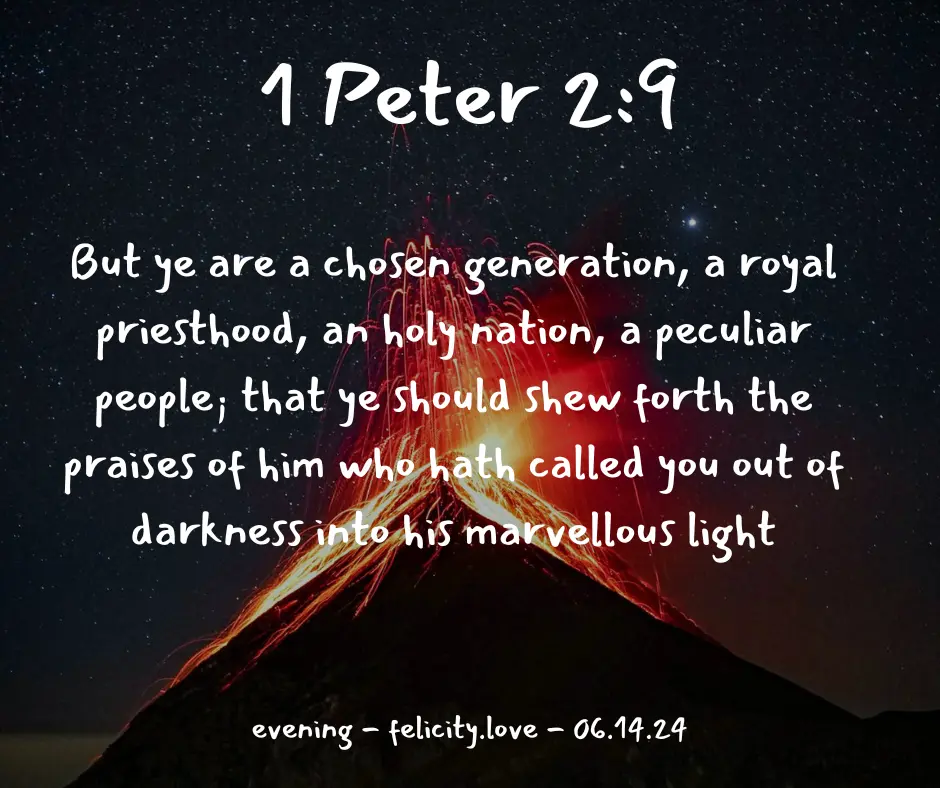 1 Peter 2:9
But ye are a chosen generation, a royal
priesthood, an holy nation, a peculiar
people; that ye should shew forth the
praises of him who hath called you out of
darkness into his marvellous light
evening - felicity.love - 06.14.24